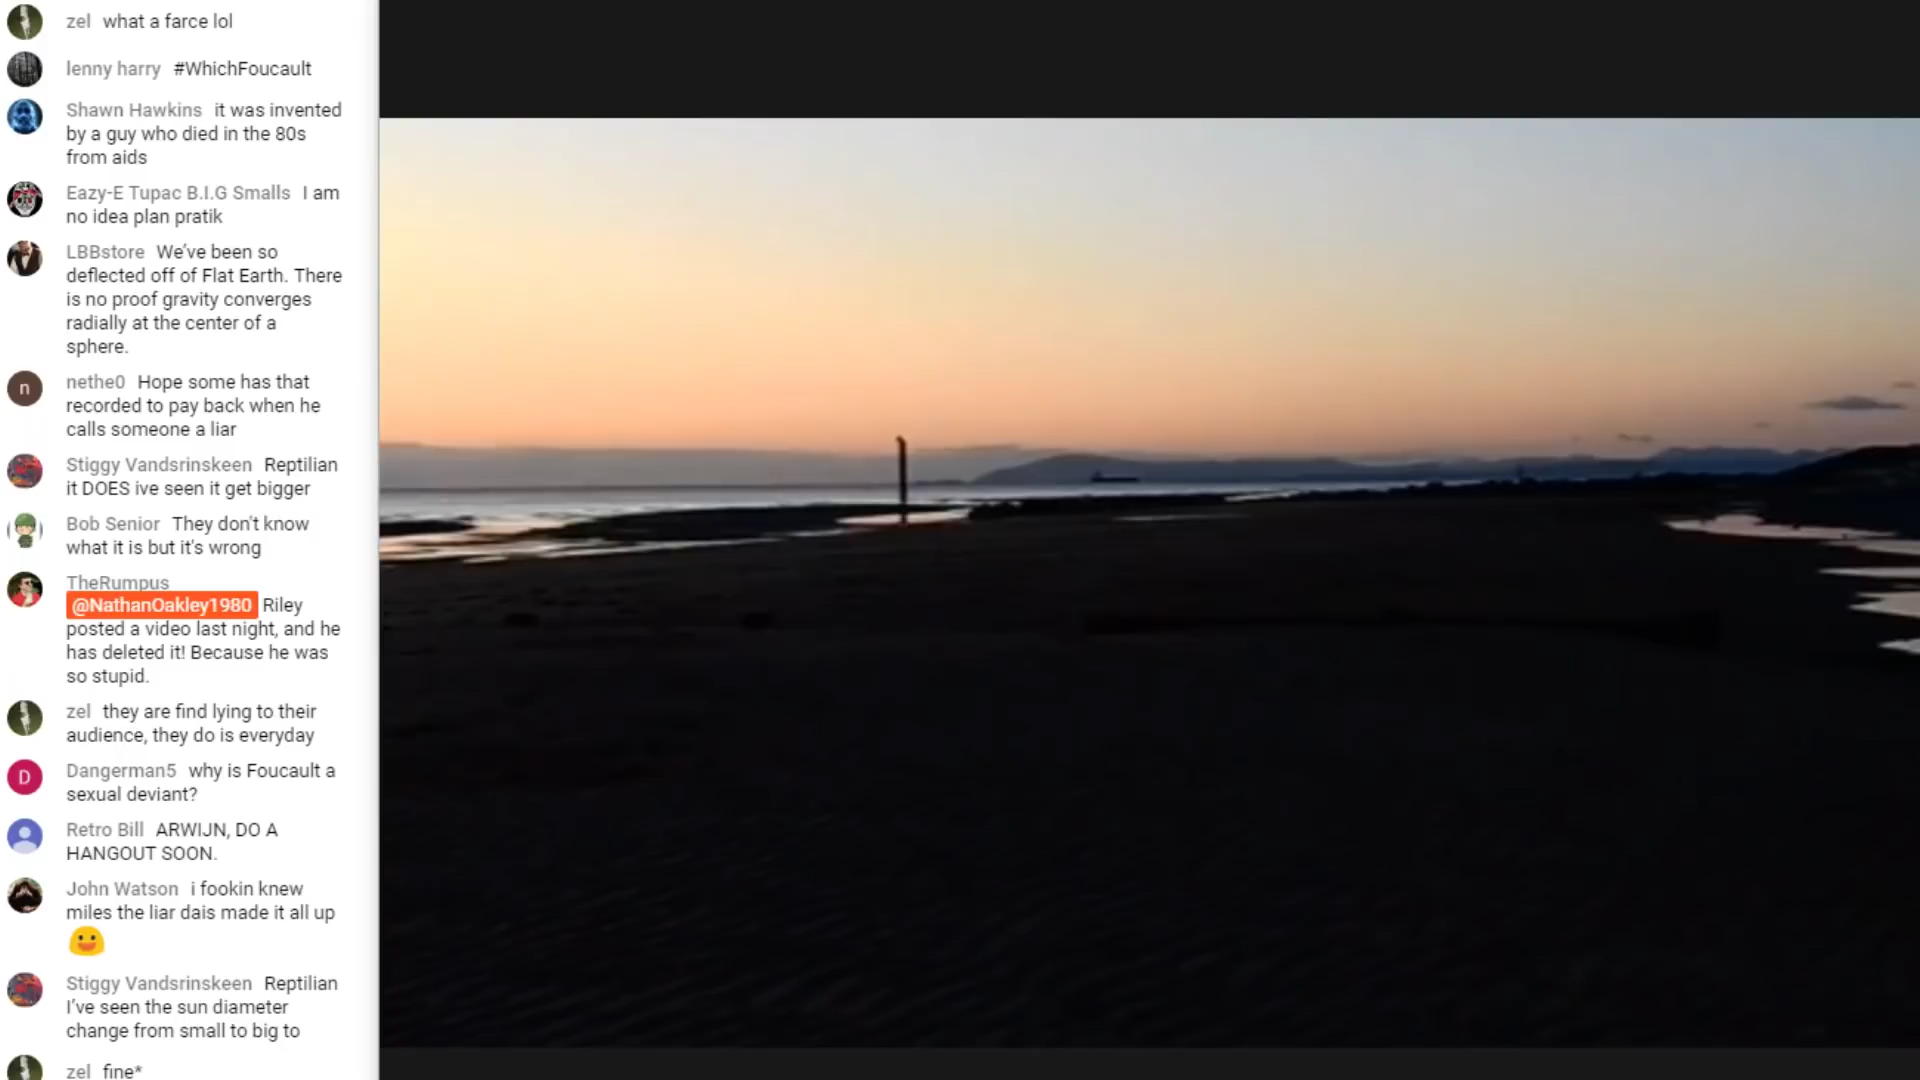 zel what a farce lol
lenny harry #WhichFoucault
Shawn Hawkins it was invented
by a guy who died in the 80s
from aids
Eazy-E Tupac B.I.G Smalls I am
no idea plan pratik
LBBstore We've been so
deflected off of Flat Earth. There
is no proof gravity converges
radially at the center of a
sphere.
n
nethe0 Hope some has that
recorded to pay back when he
calls someone a liar
Stiggy Vandsrinskeen Reptilian
it DOES ive seen it get bigger
Bob Senior They don't know
what it is but it's wrong
TheRumpus
@NathanOakley1980 Riley
posted a video last night, and he
has deleted it! Because he was
so stupid.
zel they are find lying to their
audience, they do is everyday
D
Dangerman5 why is Foucault a
sexual deviant?
Retro Bill ARWIJN, DO A
HANGOUT SOON.
John Watson i fookin knew
miles the liar dais made it all up
Stiggy Vandsrinskeen Reptilian
I've seen the sun diameter
change from small to big to
zel fine*